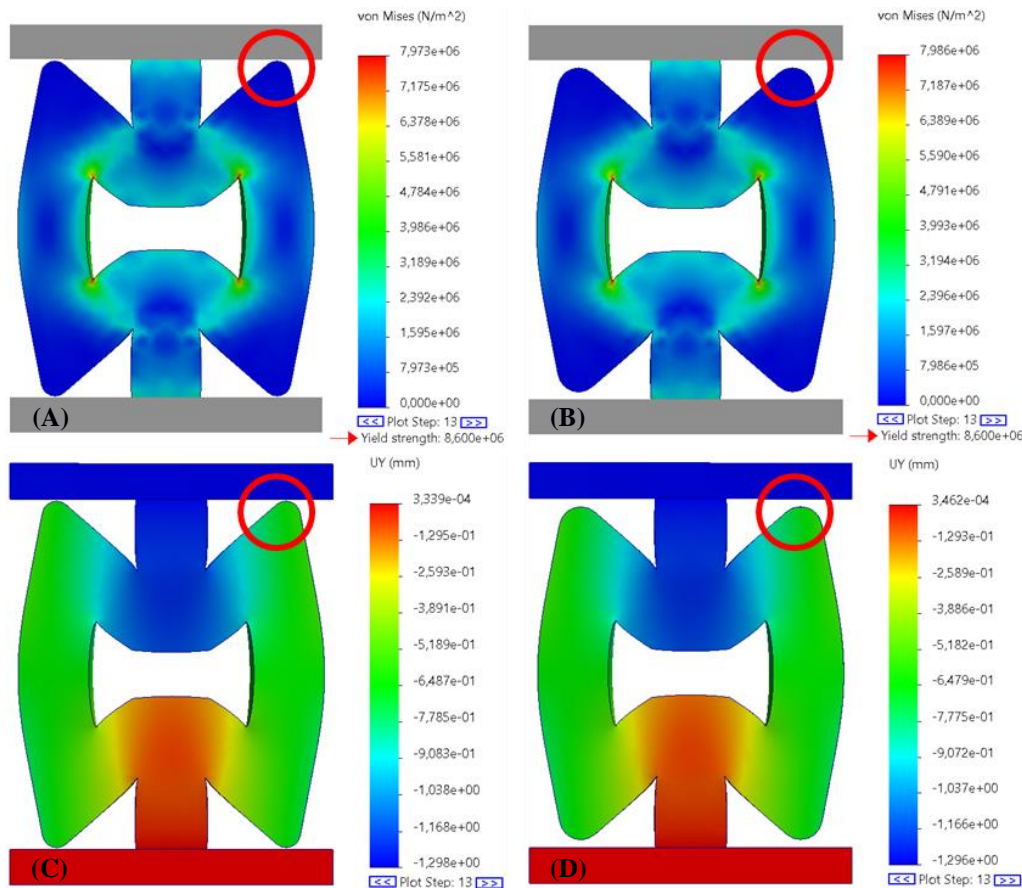 von Mises (N/m^2)
7,973e+06
7,175e+06
6,378e+06
5,581e+06
4,784e+06
3,986e+06
3,189e+06
2,392e+06
1,595e+06
7,973e+05
0,000e+00
(A)
<< Plot Step: 13 >>
Yield strength: 8,600e+06
von Mises (N/m^2)
7,986e+06
7,187e+06
6,389e+06
5,590e+06
4,791e+06
3,993e+06
3,194e+06
2,396e+06
1,597e+06
7,986e+05
0,000e+00
(B)
<< Plot Step: 13 >>
Yield strength: 8,600e+06
UY (mm)
3,339e-04
-1,295e-01
-2,593e-01
-3,891e-01
-5,189e-01
-6,487e-01
-7,785e-01
-9,083e-01
-1,038e+00
-1,168e+00
-1,298e+00
(C)
<< Plot Step: 13 >>
UY (mm)
3,462e-04
-1,293e-01
-2,589e-01
-3,886e-01
-5,182e-01
-6,479e-01
-7,775e-01
-9,072e-01
-1,037e+00
-1,166e+00
-1,296e+00
(D)
<< Plot Step: 13 >>